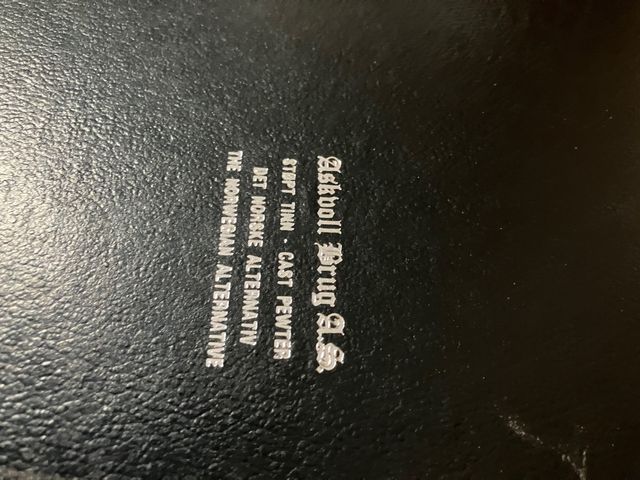 Askvoll Brug A.S.
STØPT TINN · CAST PEWTER
DET NORSKE ALTERNATIV
THE NORWEGIAN ALTERNATIVE